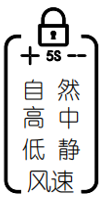 + 5S --
自 然
高 中
低 静
风速